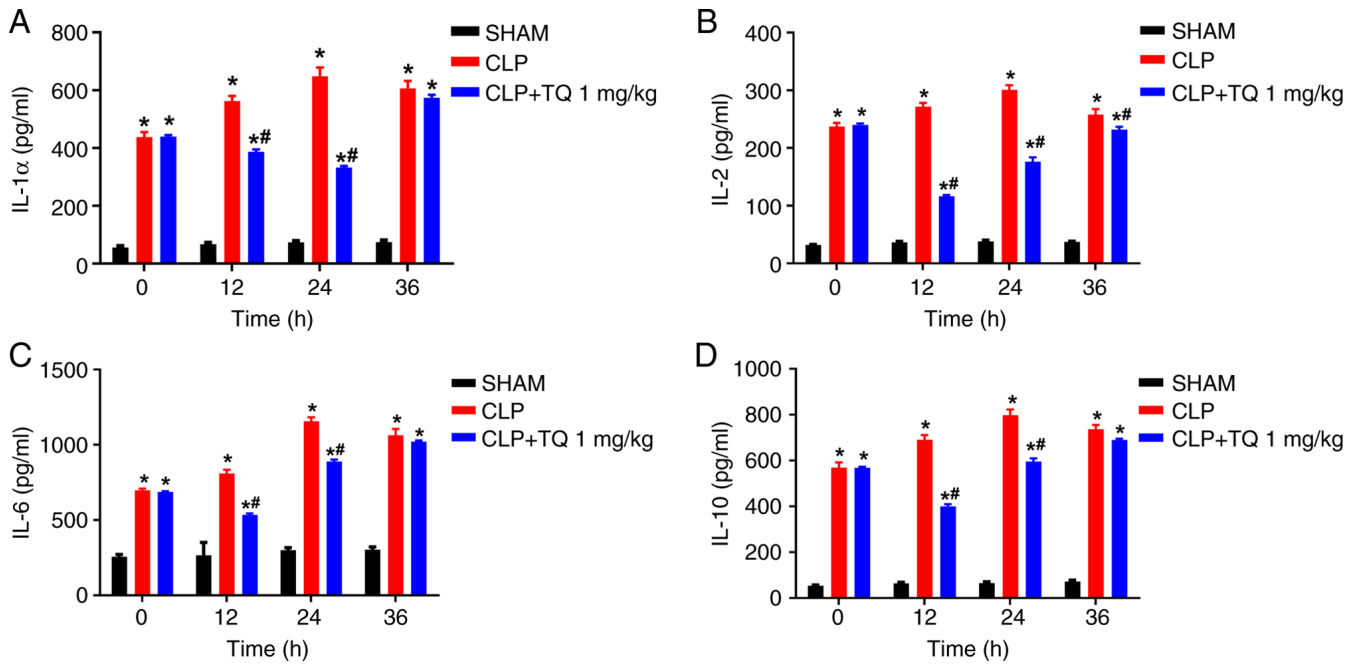 A
800
600
400
200
0
IL-1α (pg/ml)
* * * *# * *# * *
0 12 24 36
Time (h)
SHAM
CLP
CLP+TQ 1 mg/kg
B
400
300
200
100
0
IL-2 (pg/ml)
* * * *# * *# * *#
0 12 24 36
Time (h)
SHAM
CLP
CLP+TQ 1 mg/kg
C
1500
1000
500
0
IL-6 (pg/ml)
* * * *# * *# * *
0 12 24 36
Time (h)
SHAM
CLP
CLP+TQ 1 mg/kg
D
1000
800
600
400
200
0
IL-10 (pg/ml)
* * * *# * *# * *
0 12 24 36
Time (h)
SHAM
CLP
CLP+TQ 1 mg/kg